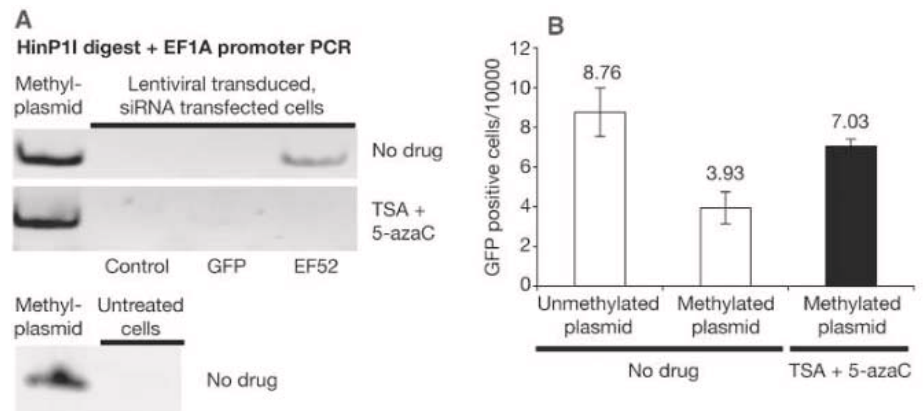 A
HinP1I digest + EF1A promoter PCR
Methyl-
plasmid
Lentiviral transduced,
siRNA transfected cells
No drug
TSA +
5-azaC
Control GFP EF52
Methyl-
plasmid
Untreated
cells
No drug
B
GFP positive cells/10000
12
10
8
6
4
2
0
8.76
3.93
7.03
Unmethylated
plasmid
Methylated
plasmid
Methylated
plasmid
No drug
TSA + 5-azaC